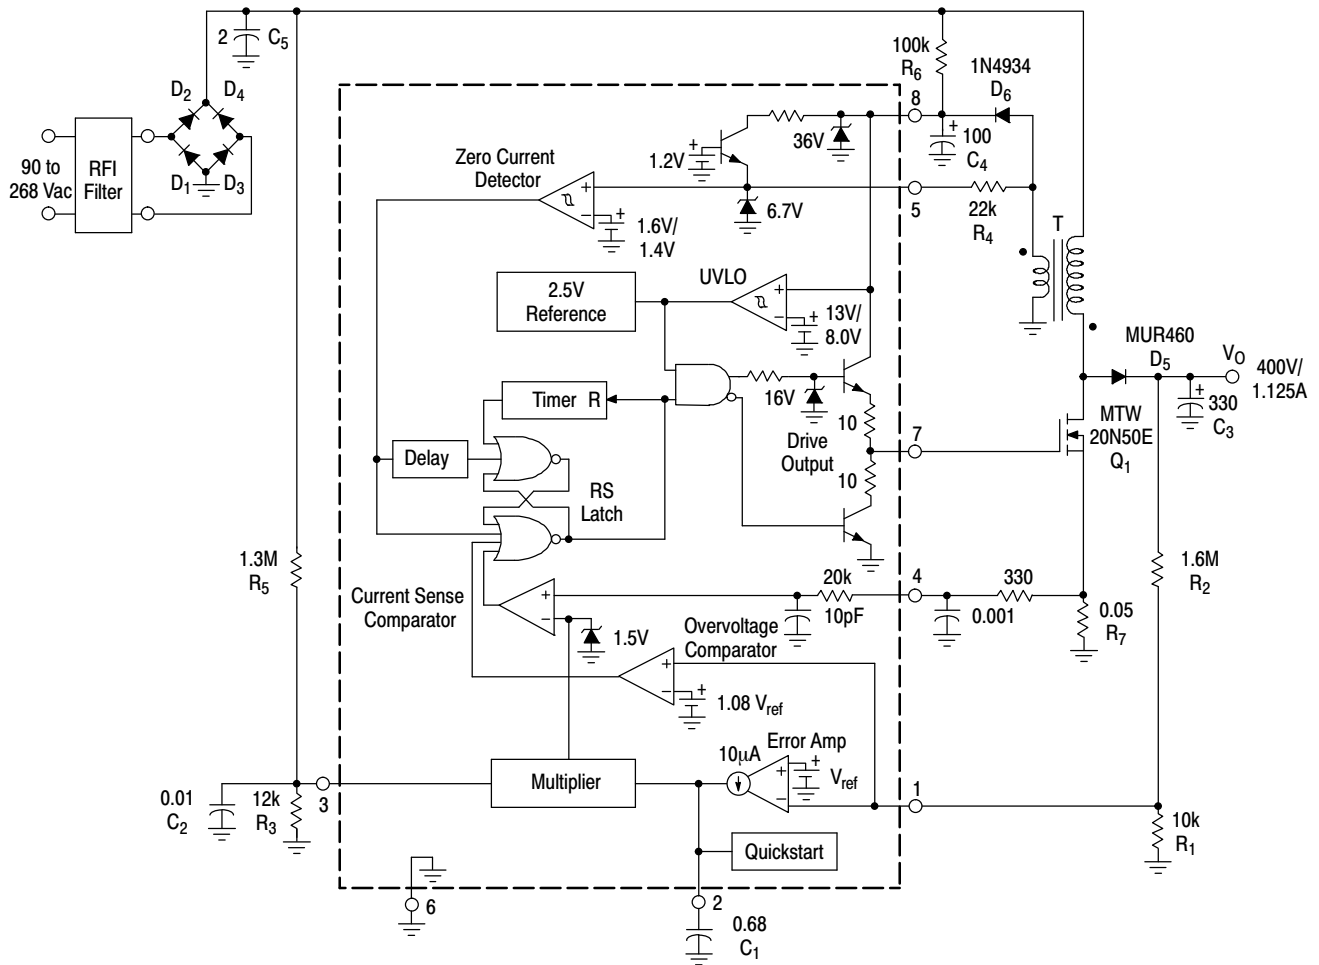 2
C5
D2
D4
D1
D3
90 to
268 Vac
RFI
Filter
100k
R6
1N4934
D6
8
100
C4
36V
1.2V
Zero Current
Detector
+
−
+
1.6V/
1.4V
6.7V
5
22k
R4
T
2.5V
Reference
UVLO
+
−
+
13V/
8.0V
MUR460
D5
VO
400V/
1.125A
330
C3
+
MTW
20N50E
Q1
Timer R
16V
10
Drive
Output
7
10
Delay
RS
Latch
1.3M
R5
1.6M
R2
Current Sense
Comparator
+
−
1.5V
20k
10pF
4
330
0.001
0.05
R7
Overvoltage
Comparator
+
−
+
1.08 Vref
10μA
Error Amp
+
−
+
Vref
Multiplier
3
0.01
C2
12k
R3
1
10k
R1
Quickstart
6
2
0.68
C1